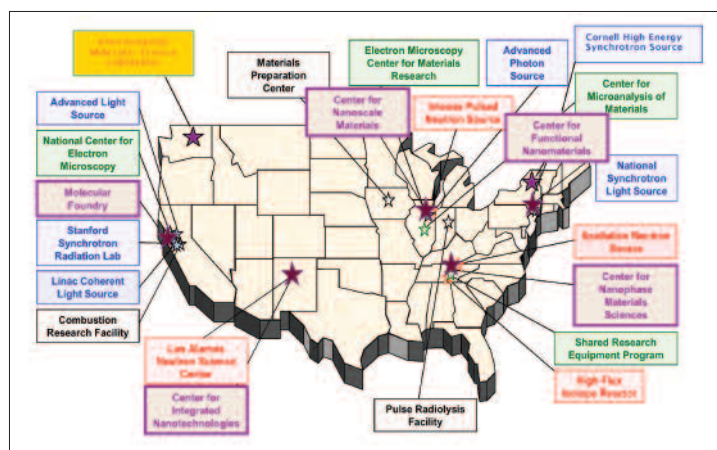 Materials
Preparation
Center
Electron Microscopy
Center for Materials
Research
Advanced
Photon
Source
Cornell High Energy
Synchrotron Source
Center for
Nanoscale
Materials
Intense Pulsed
Neutron Source
Center for
Microanalysis of
Materials
Center for
Functional
Nanomaterials
Advanced Light
Source
National Center for
Electron
Microscopy
Molecular
Foundry
Stanford
Synchrotron
Radiation Lab
Linac Coherent
Light Source
Combustion
Research Facility
National
Synchrotron
Light Source
Spallation Neutron
Source
Center for
Nanophase
Materials
Sciences
Shared Research
Equipment Program
High-Flux
Isotope Reactor
Los Alamos
Neutron Science
Center
Center for
Integrated
Nanotechnologies
Pulse Radiolysis
Facility